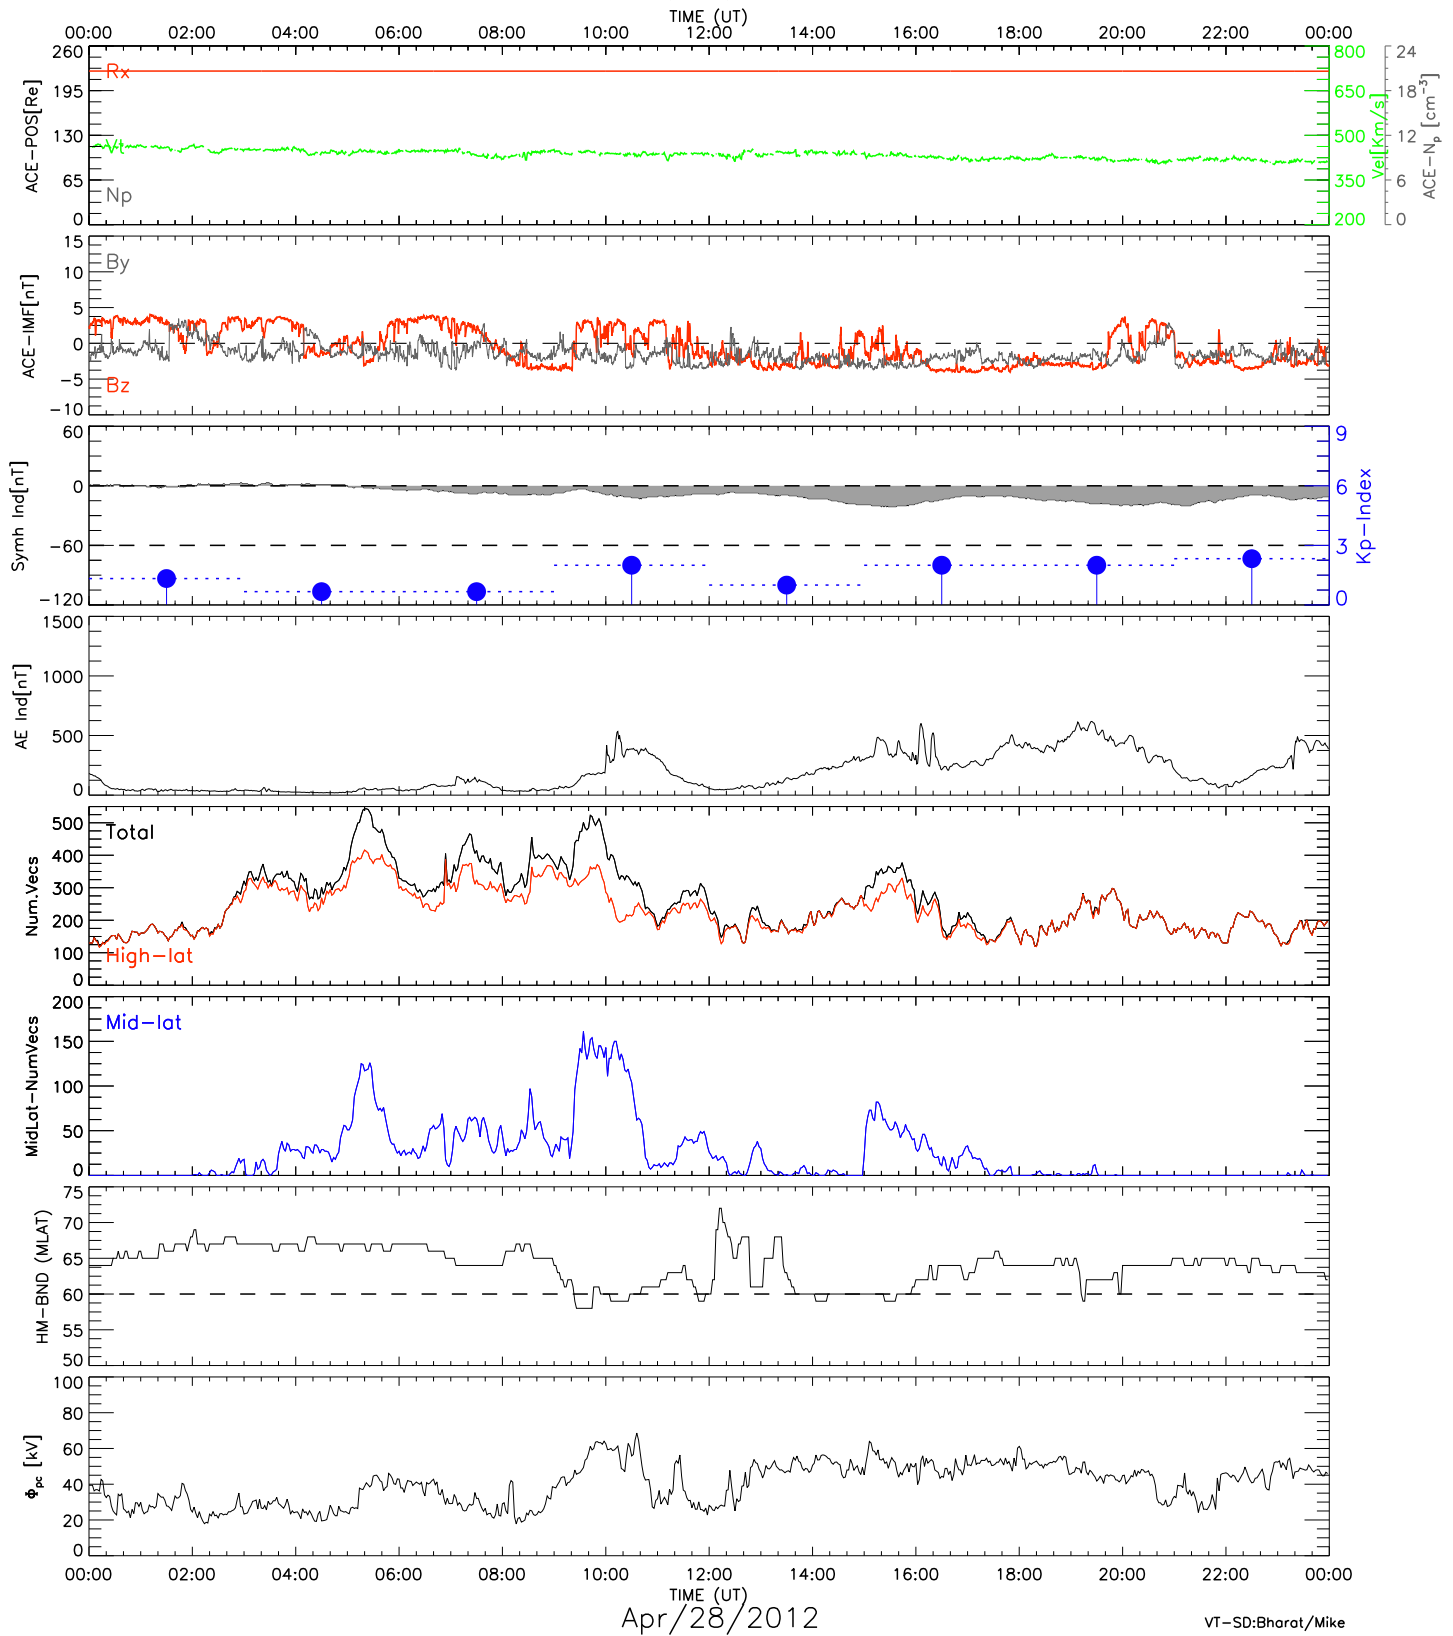 TIME (UT)
00:00 02:00 04:00 06:00 08:00 10:00 12:00 14:00 16:00 18:00 20:00 22:00 00:00
ACE-POS[Re]
260
195
130
65
0
Rx
Vt
Np
800
650
500
350
200
Vel[Km/s]
24
18
12
6
0
ACE-Np [cm-3]
ACE-IMF[nT]
15
10
5
0
-5
-10
By
Bz
Symh Ind[nT]
60
0
-60
-120
9
6
3
0
Kp-Index
AE Ind[nT]
1500
1000
500
0
Num.Vecs
500
400
300
200
100
0
Total
High-lat
MidLat-NumVecs
200
150
100
50
0
Mid-lat
HM-BND (MLAT)
75
70
65
60
55
50
Φpc [kV]
100
80
60
40
20
0
00:00 02:00 04:00 06:00 08:00 10:00 12:00 14:00 16:00 18:00 20:00 22:00 00:00
TIME (UT)
Apr/28/2012
VT-SD:Bharat/Mike